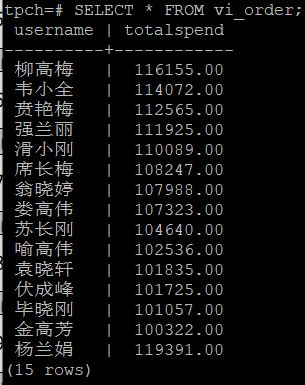 tpch=# SELECT * FROM vi_order;
 username | totalspend
----------+------------
 柳高梅   |  116155.00
 韦小全   |  114072.00
 贲艳梅   |  112565.00
 强兰丽   |  111925.00
 滑小刚   |  110089.00
 席长梅   |  108247.00
 翁晓婷   |  107988.00
 娄高伟   |  107323.00
 古长刚   |  104640.00
 喻高伟   |  102536.00
 袁晓轩   |  101835.00
 伏成峰   |  101725.00
 毕晓刚   |  101057.00
 金高芳   |  100322.00
 杨兰娟   |  119391.00
(15 rows)